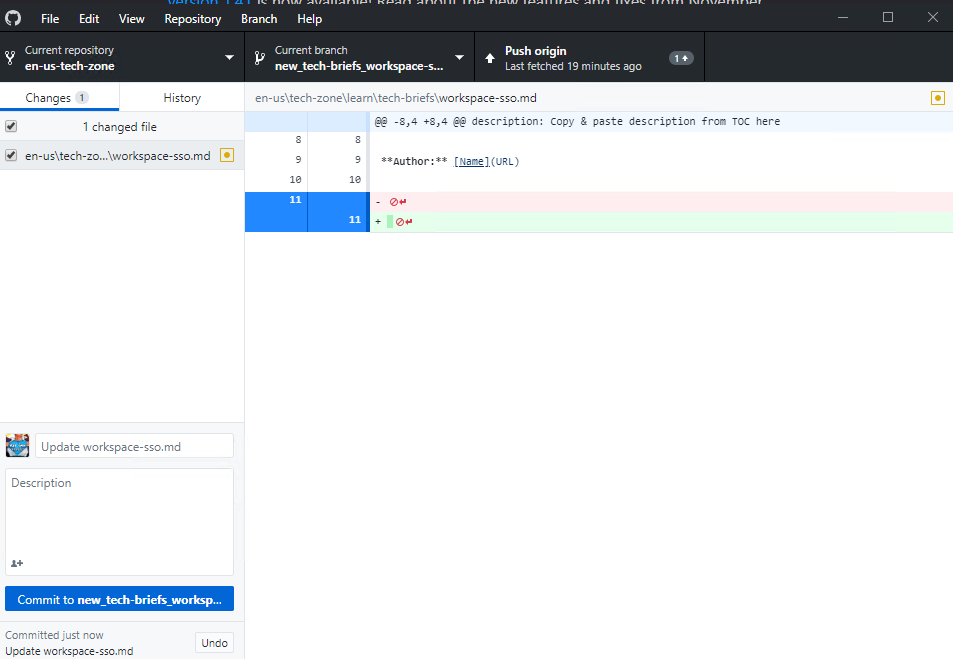 File Edit View Repository Branch Help
Current repository
en-us-tech-zone
Current branch
new_tech-briefs_workspace-s...
Push origin
Last fetched 19 minutes ago
1
Changes 1
History
en-us\tech-zone\learn\tech-briefs\workspace-sso.md
1 changed file
en-us\tech-zo...\workspace-sso.md
@@ -8,4 +8,4 @@ description: Copy & paste description from TOC here
8 8
9 9 **Author:** [Name](URL)
10 10
11 -
11 +
Update workspace-sso.md
Description
Commit to new_tech-briefs_worksp...
Committed just now
Update workspace-sso.md
Undo